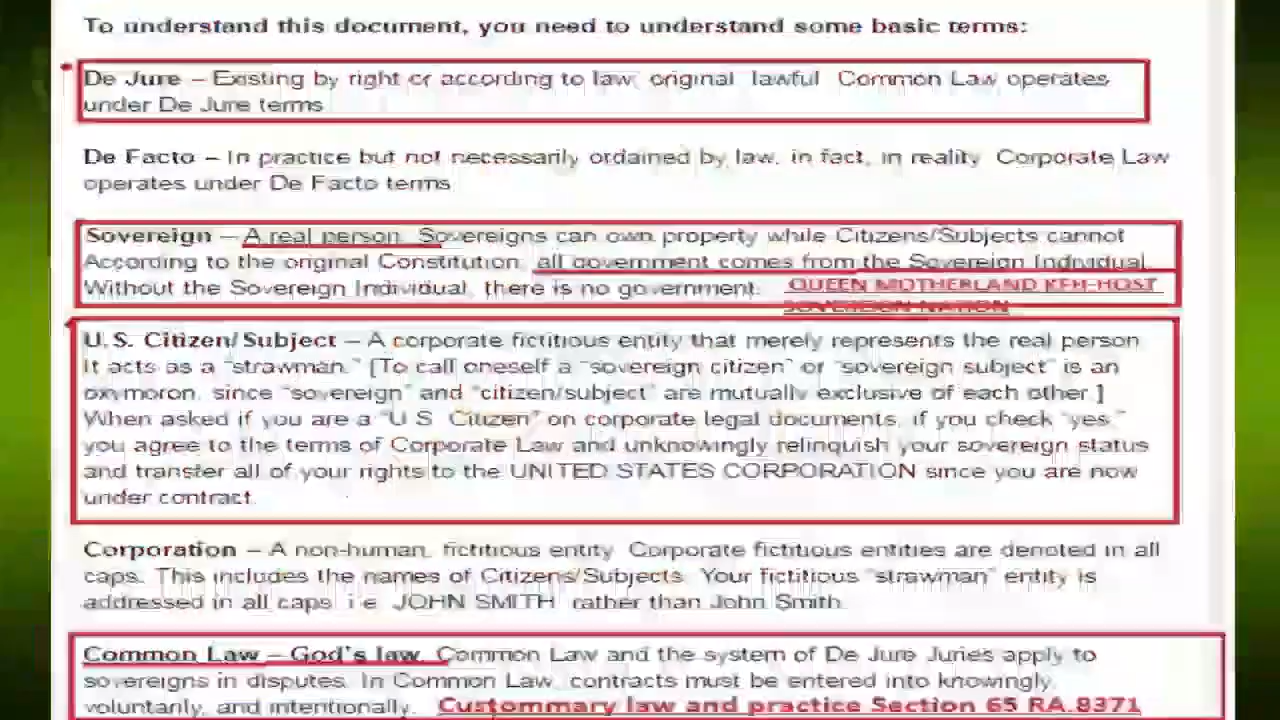 To understand this document, you need to understand some basic terms:
De Jure – Existing by right or according to law, original lawful Common Law operates
under De Jure terms
De Facto – In practice but not necessarily ordained by law, in fact, in reality Corporate Law
operates under De Facto terms
Sovereign – A real person. Sovereigns can own property while Citizens/Subjects cannot
According to the original Constitution, all government comes from the Sovereign Individual.
Without the Sovereign Individual, there is no government. QUEEN MOTHERLAND KFH-HOST
SOVEREIGN NATION
U.S. Citizen/Subject – A corporate fictitious entity that merely represents the real person
It acts as a "strawman." [To call oneself a "sovereign citizen" or "sovereign subject" is an
oxymoron, since "sovereign" and "citizen/subject" are mutually exclusive of each other.]
When asked if you are a "U.S. Citizen" on corporate legal documents, if you check "yes,"
you agree to the terms of Corporate Law and unknowingly relinquish your sovereign status
and transfer all of your rights to the UNITED STATES CORPORATION since you are now
under contract.
Corporation – A non-human, fictitious entity. Corporate fictitious entities are denoted in all
caps. This includes the names of Citizens/Subjects. Your fictitious "strawman" entity is
addressed in all caps i.e. JOHN SMITH rather than John Smith.
Common Law – God's law. Common Law and the system of De Jure Juries apply to
sovereigns in disputes. In Common Law, contracts must be entered into knowingly,
voluntarily, and intentionally. Custommary law and practice Section 65 RA.8371